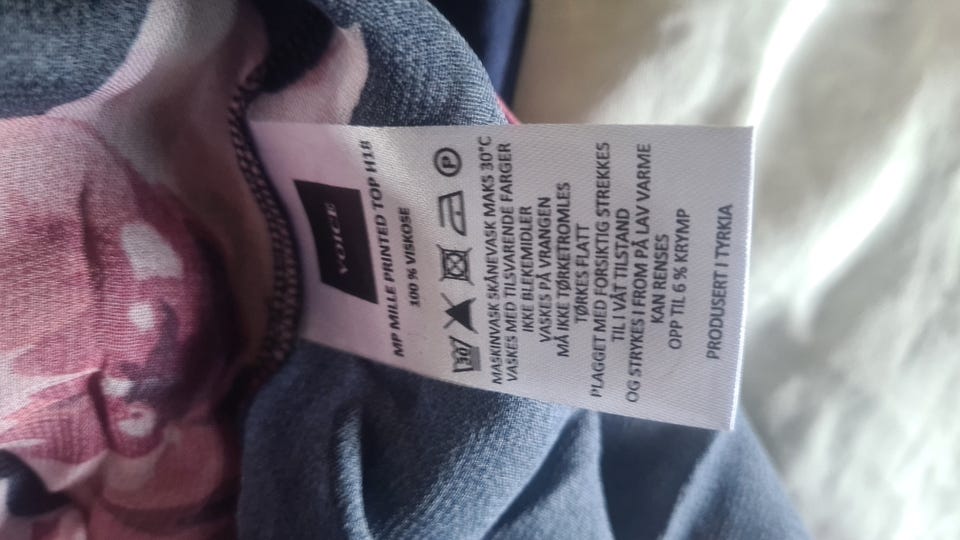 VOICE
MP MILLE PRINTED TOP H18
100 % VISKOSE
30 P
MASKINVASK SKÅNEVASK MAKS 30°C
VASKES MED TILSVARENDE FARGER
IKKE BLEKEMIDLER
VASKES PÅ VRANGEN
MÅ IKKE TØRKETROMLES
TØRKES FLATT
PLAGGET MED FORSIKTIG STREKKES
TIL I VÅT TILSTAND
OG STRYKES I FROM PÅ LAV VARME
KAN RENSES
OPP TIL 6 % KRYMP
PRODUSERT I TYRKIA